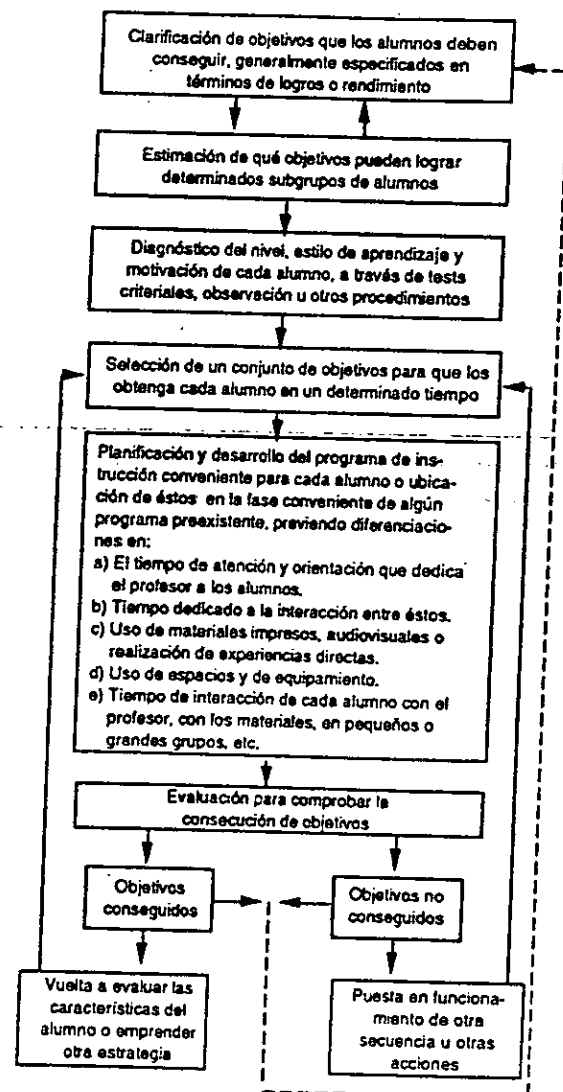 Clarificación de objetivos que los alumnos deben
conseguir, generalmente especificados en
términos de logros o rendimiento
Estimación de qué objetivos pueden lograr
determinados subgrupos de alumnos
Diagnóstico del nivel, estilo de aprendizaje y
motivación de cada alumno, a través de tests
criteriales, observación u otros procedimientos
Selección de un conjunto de objetivos para que los
obtenga cada alumno en un determinado tiempo
Planificación y desarrollo del programa de ins-
trucción conveniente para cada alumno o ubica-
ción de éstos en la fase conveniente de algún
programa preexistente, previendo diferenciacio-
nes en:
a) El tiempo de atención y orientación que dedica
el profesor a los alumnos.
b) Tiempo dedicado a la interacción entre éstos.
c) Uso de materiales impresos, audiovisuales o
realización de experiencias directas.
d) Uso de espacios y de equipamiento.
e) Tiempo de interacción de cada alumno con el
profesor, con los materiales, en pequeños o
grandes grupos, etc.
Evaluación para comprobar la
consecución de objetivos
Objetivos
conseguidos
Objetivos no
conseguidos
Vuelta a evaluar las
características del
alumno o emprender
otra estrategia
Puesta en funciona-
miento de otra
secuencia u otras
acciones